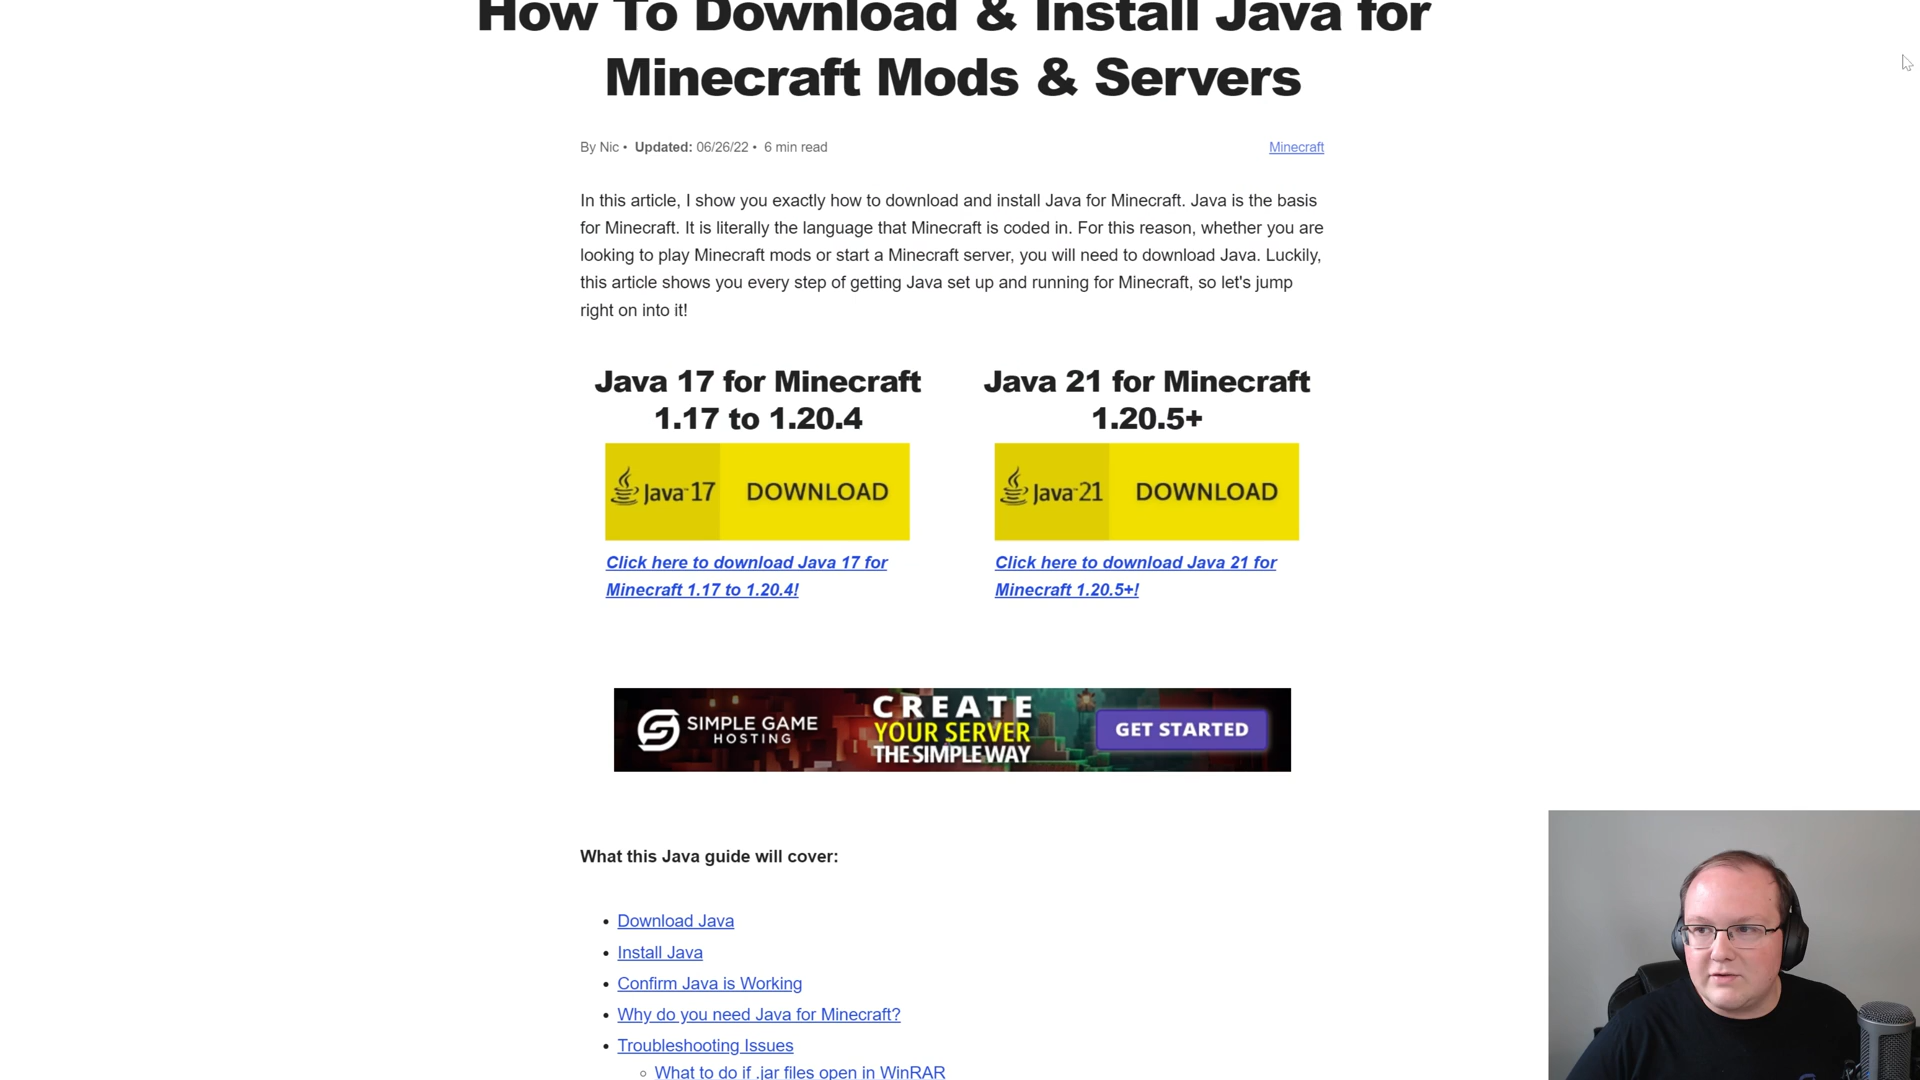 How To Download & Install Java for
Minecraft Mods & Servers
By Nic • Updated: 06/26/22 • 6 min read
Minecraft
In this article, I show you exactly how to download and install Java for Minecraft. Java is the basis
for Minecraft. It is literally the language that Minecraft is coded in. For this reason, whether you are
looking to play Minecraft mods or start a Minecraft server, you will need to download Java. Luckily,
this article shows you every step of getting Java set up and running for Minecraft, so let's jump
right on into it!
Java 17 for Minecraft
1.17 to 1.20.4
Java 17 DOWNLOAD
Click here to download Java 17 for
Minecraft 1.17 to 1.20.4!
Java 21 for Minecraft
1.20.5+
Java 21 DOWNLOAD
Click here to download Java 21 for
Minecraft 1.20.5+!
SIMPLE GAME
HOSTING
CREATE
YOUR SERVER
THE SIMPLE WAY
GET STARTED
What this Java guide will cover:
• Download Java
• Install Java
• Confirm Java is Working
• Why do you need Java for Minecraft?
• Troubleshooting Issues
◦ What to do if .jar files open in WinRAR